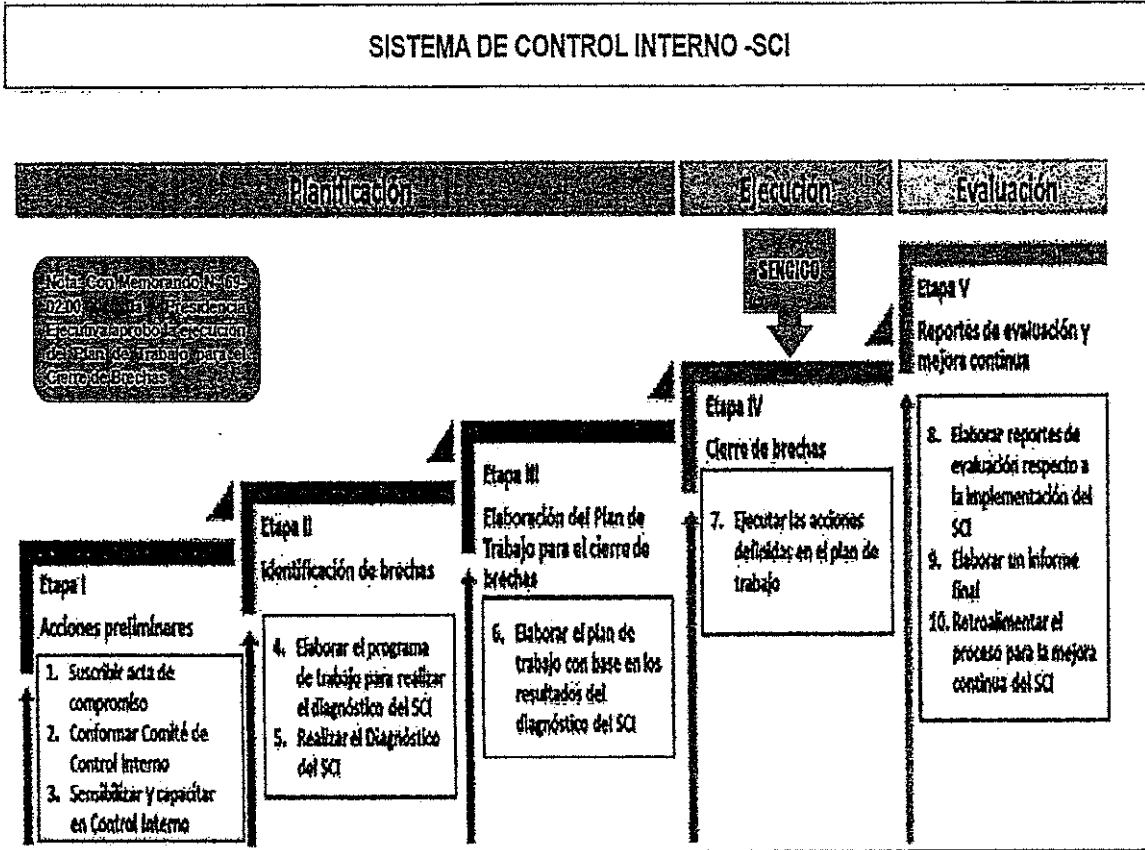 SISTEMA DE CONTROL INTERNO -SCI
Planificación
Ejecución
Evaluación
Nota: Con Memorando N° 69-
02.00 Presidencia
Ejecutiva aprobó la ejecución
del Plan de Trabajo para el
Cierre de Brechas
SENCICO
Etapa I
Acciones preliminares
1. Suscribir acta de
compromiso
2. Conformar Comité de
Control Interno
3. Sensibilizar y capacitar
en Control Interno
Etapa II
Identificación de brechas
4. Elaborar el programa
de trabajo para realizar
el diagnóstico del SCI
5. Realizar el Diagnóstico
del SCI
Etapa III
Elaboración del Plan de
Trabajo para el cierre de
brechas
6. Elaborar el plan de
trabajo con base en los
resultados del
diagnóstico del SCI
Etapa IV
Cierre de brechas
7. Ejecutar las acciones
definidas en el plan de
trabajo
Etapa V
Reportes de evaluación y
mejora continua
8. Elaborar reportes de
evaluación respecto a
la implementación del
SCI
9. Elaborar un informe
final
10. Retroalimentar el
proceso para la mejora
continua del SCI